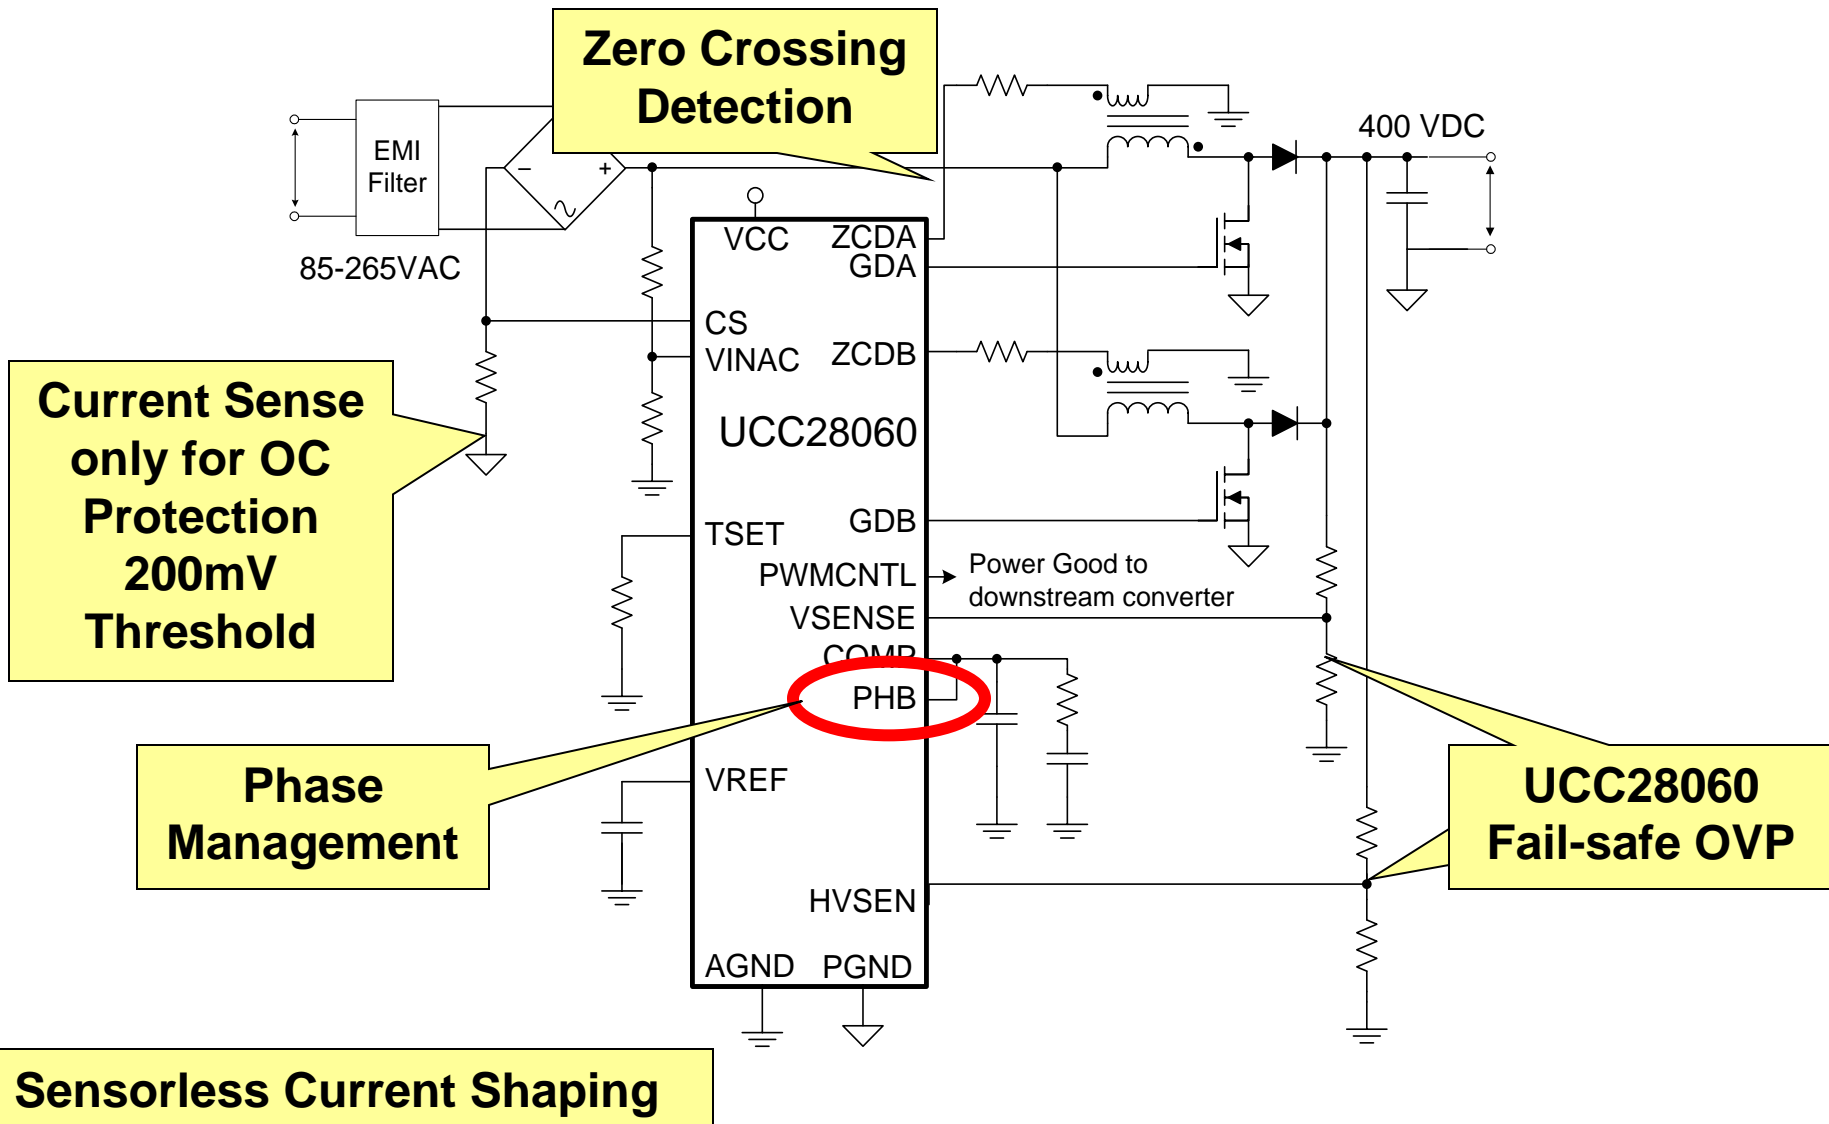 Zero Crossing
Detection
400 VDC
EMI
Filter
−
+
85-265VAC
VCC
ZCDA
GDA
CS
VINAC
ZCDB
UCC28060
Current Sense
only for OC
Protection
200mV
Threshold
TSET
GDB
PWMCNTL
Power Good to
downstream converter
VSENSE
COMP
PHB
Phase
Management
VREF
UCC28060
Fail-safe OVP
HVSEN
AGND
PGND
Sensorless Current Shaping